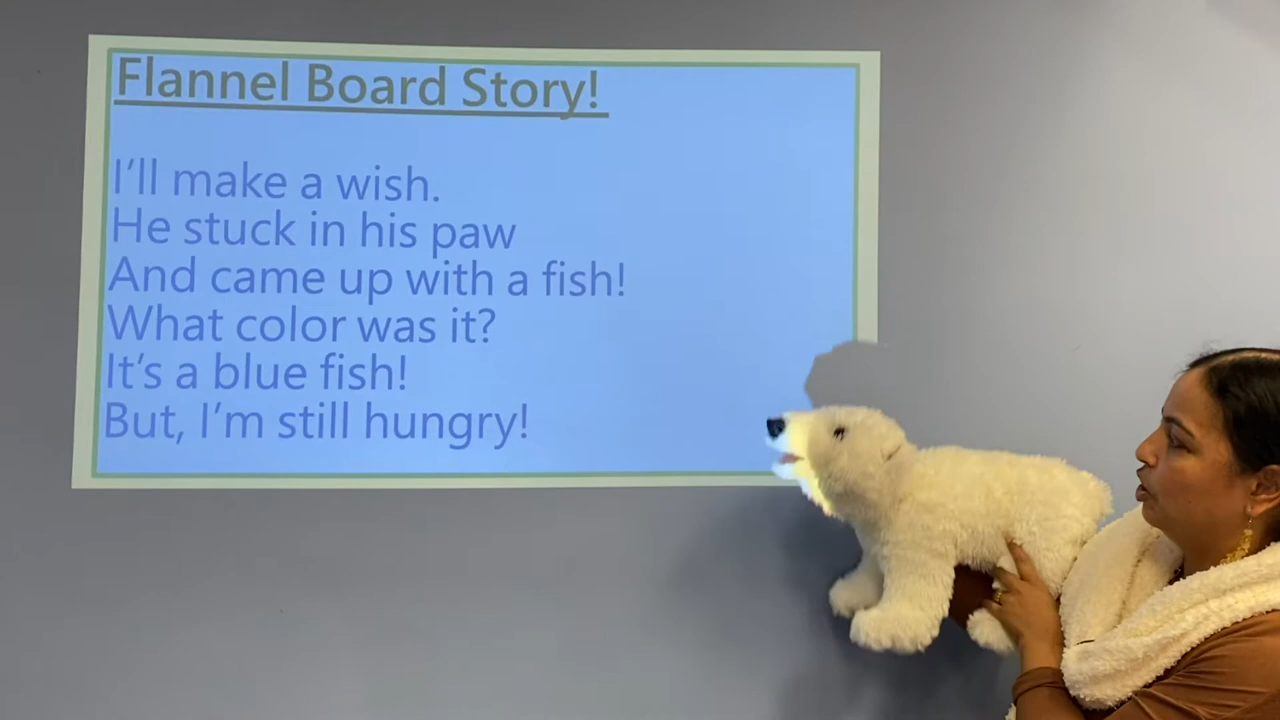 Flannel Board Story!
I'll make a wish.
He stuck in his paw
And came up with a fish!
What color was it?
It's a blue fish!
But, I'm still hungry!